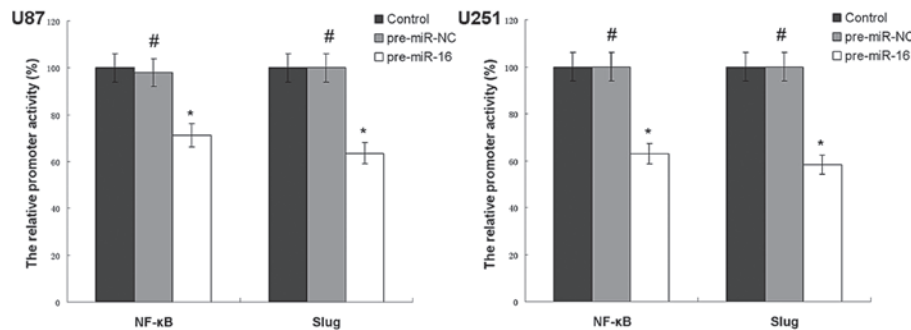 U87
The relative promoter activity (%)
120
100
80
60
40
20
0
#
*
#
*
NF-κB
Slug
Control
pre-miR-NC
pre-miR-16
U251
The relative promoter activity (%)
120
100
80
60
40
20
0
#
*
#
*
NF-κB
Slug
Control
pre-miR-NC
pre-miR-16